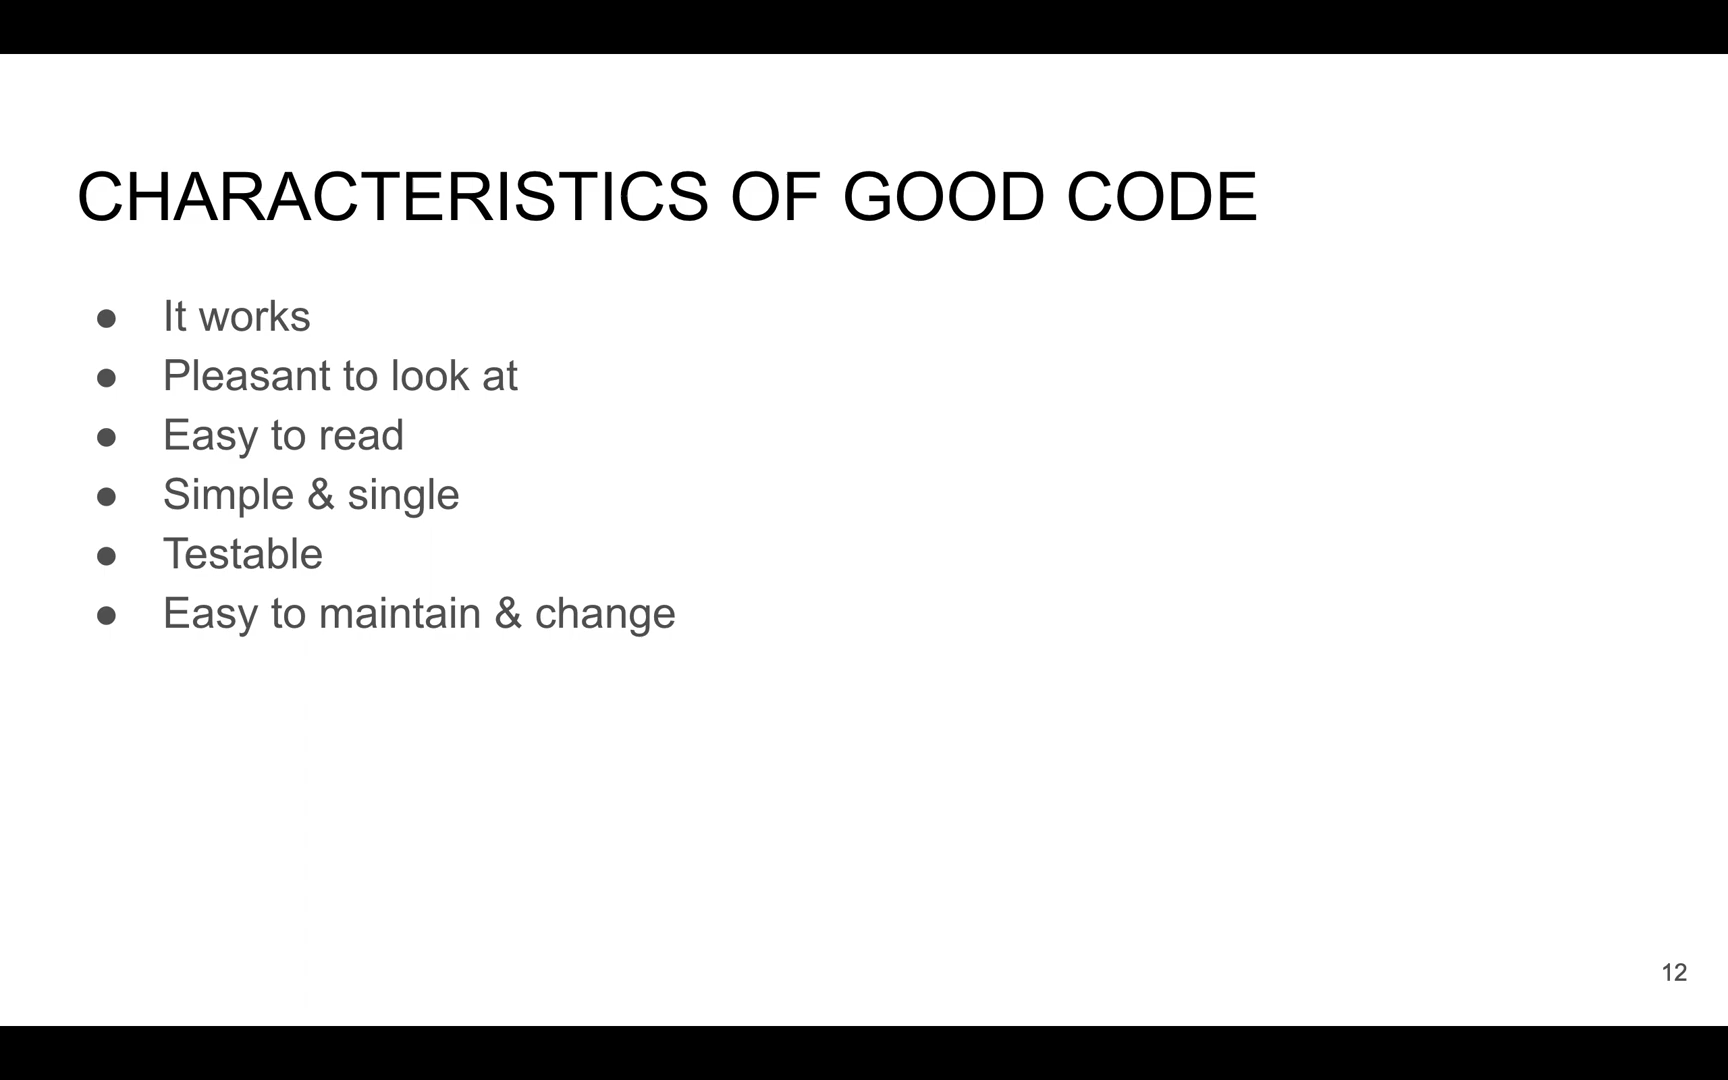 CHARACTERISTICS OF GOOD CODE
● It works
● Pleasant to look at
● Easy to read
● Simple & single
● Testable
● Easy to maintain & change
12